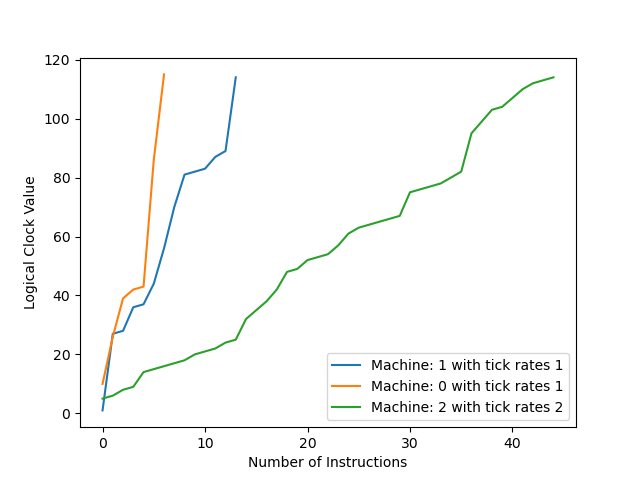 120
100
80
60
40
20
0
Logical Clock Value
0 10 20 30 40
Number of Instructions
Machine: 1 with tick rates 1
Machine: 0 with tick rates 1
Machine: 2 with tick rates 2